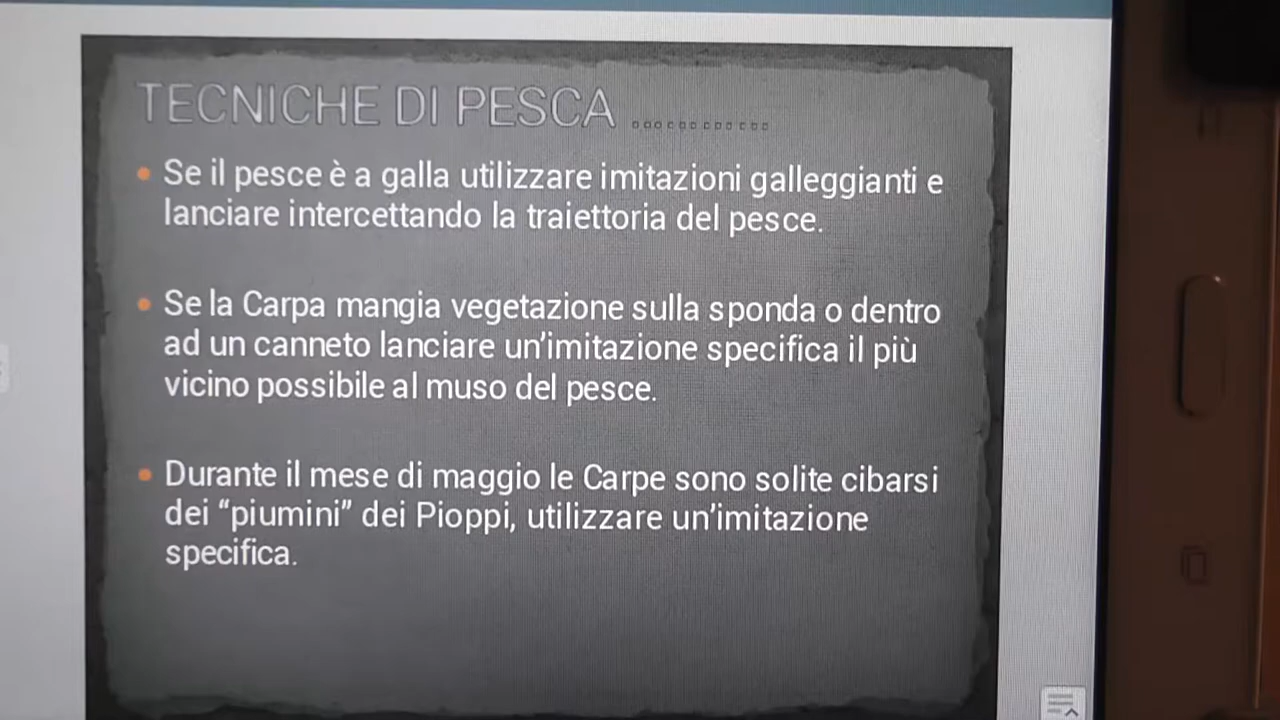 TECNICHE DI PESCA ............
Se il pesce è a galla utilizzare imitazioni galleggianti e
lanciare intercettando la traiettoria del pesce.
Se la Carpa mangia vegetazione sulla sponda o dentro
ad un canneto lanciare un'imitazione specifica il più
vicino possibile al muso del pesce.
Durante il mese di maggio le Carpe sono solite cibarsi
dei “piumini” dei Pioppi, utilizzare un'imitazione
specifica.